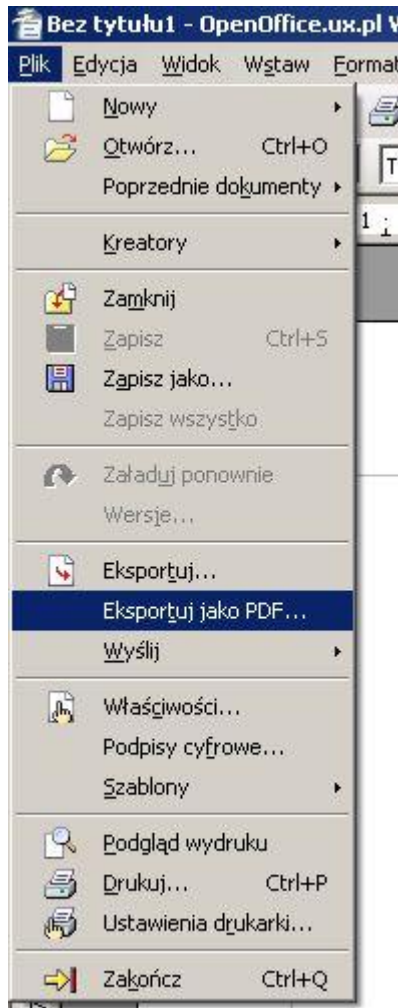 Bez tytułu1 - OpenOffice.ux.pl
Plik Edycja Widok Wstaw Format
Nowy
Otwórz... Ctrl+O
Poprzednie dokumenty
1
Kreatory
Zamknij
Zapisz Ctrl+S
Zapisz jako...
Zapisz wszystko
Załaduj ponownie
Wersje...
Eksportuj...
Eksportuj jako PDF...
Wyślij
Właściwości...
Podpisy cyfrowe...
Szablony
Podgląd wydruku
Drukuj... Ctrl+P
Ustawienia drukarki...
Zakończ Ctrl+Q